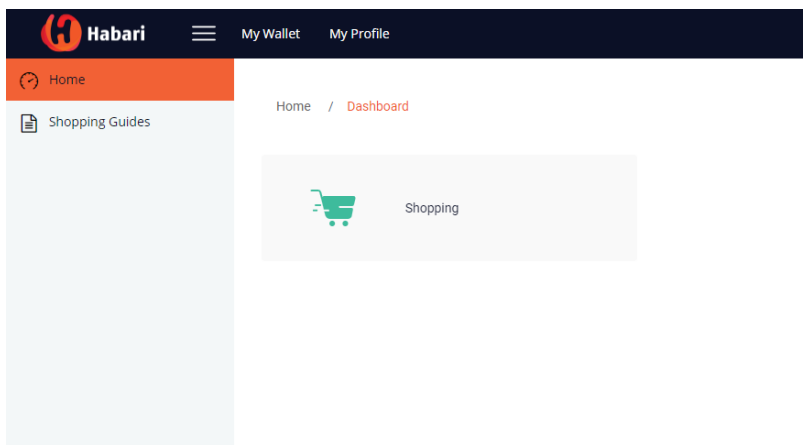 Habari My Wallet My Profile
Home
Shopping Guides
Home / Dashboard
Shopping